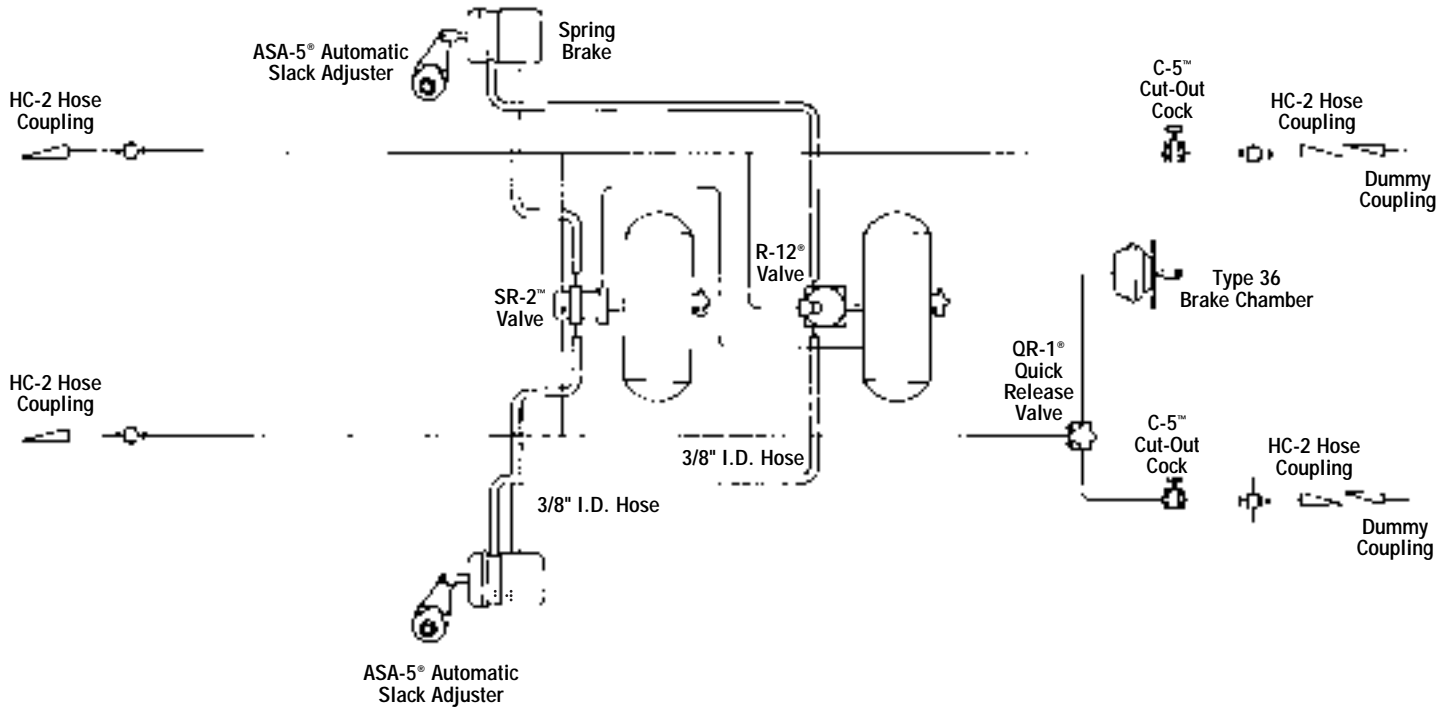 Spring
Brake
ASA-5® Automatic
Slack Adjuster
HC-2 Hose
Coupling
C-5™
Cut-Out
Cock
HC-2 Hose
Coupling
Dummy
Coupling
R-12®
Valve
SR-2™
Valve
Type 36
Brake Chamber
QR-1®
Quick
Release
Valve
HC-2 Hose
Coupling
C-5™
Cut-Out
Cock
HC-2 Hose
Coupling
Dummy
Coupling
3/8" I.D. Hose
3/8" I.D. Hose
ASA-5® Automatic
Slack Adjuster